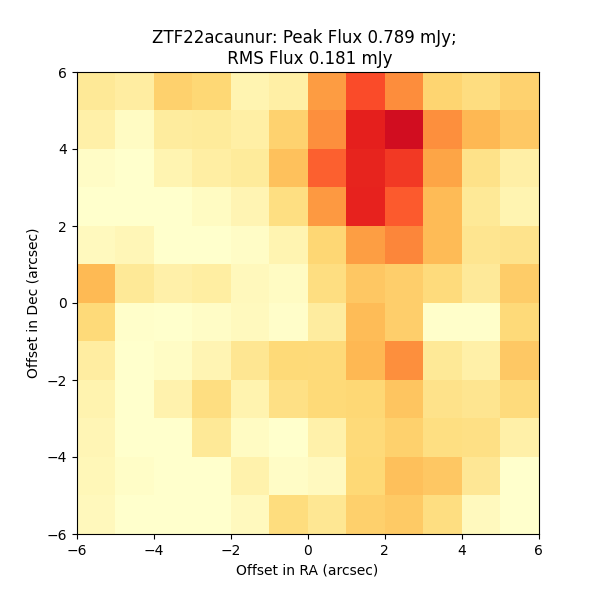 ZTF22acaunur: Peak Flux 0.789 mJy;
RMS Flux 0.181 mJy
6
4
2
0
−2
−4
−6
Offset in Dec (arcsec)
−6 −4 −2 0 2 4 6
Offset in RA (arcsec)